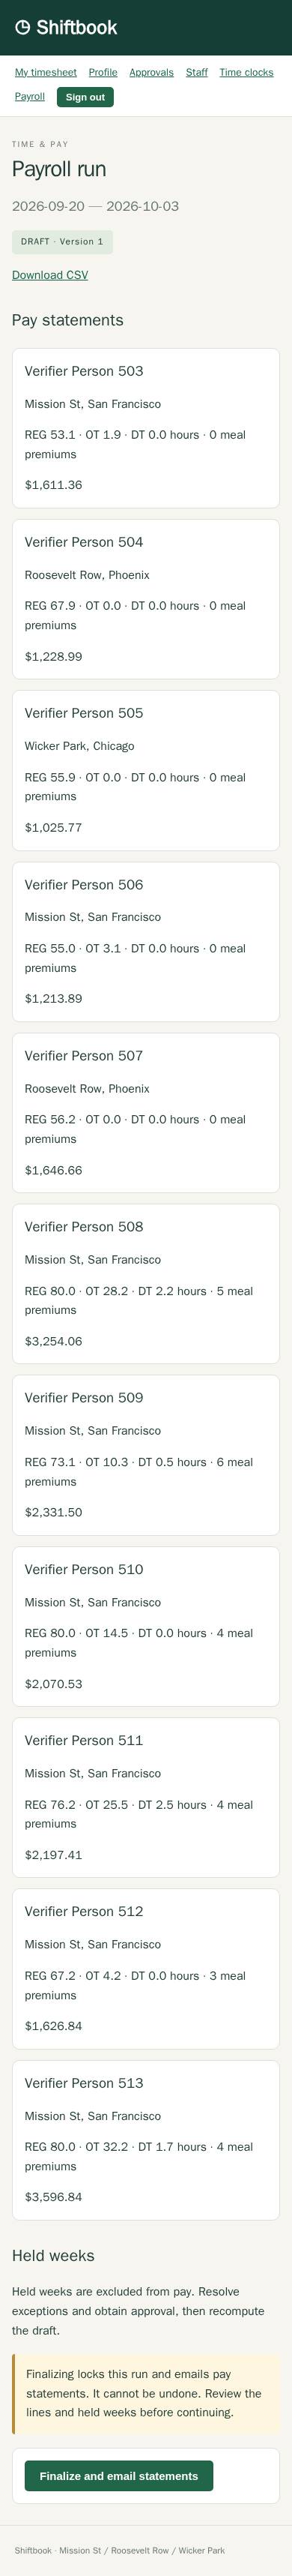 Shiftbook
My timesheet Profile Approvals Staff Time clocks
Payroll Sign out
TIME & PAY
Payroll run
2026-09-20 — 2026-10-03
DRAFT · Version 1
Download CSV
Pay statements
Verifier Person 503
Mission St, San Francisco
REG 53.1 · OT 1.9 · DT 0.0 hours · 0 meal
premiums
$1,611.36
Verifier Person 504
Roosevelt Row, Phoenix
REG 67.9 · OT 0.0 · DT 0.0 hours · 0 meal
premiums
$1,228.99
Verifier Person 505
Wicker Park, Chicago
REG 55.9 · OT 0.0 · DT 0.0 hours · 0 meal
premiums
$1,025.77
Verifier Person 506
Mission St, San Francisco
REG 55.0 · OT 3.1 · DT 0.0 hours · 0 meal
premiums
$1,213.89
Verifier Person 507
Roosevelt Row, Phoenix
REG 56.2 · OT 0.0 · DT 0.0 hours · 0 meal
premiums
$1,646.66
Verifier Person 508
Mission St, San Francisco
REG 80.0 · OT 28.2 · DT 2.2 hours · 5 meal
premiums
$3,254.06
Verifier Person 509
Mission St, San Francisco
REG 73.1 · OT 10.3 · DT 0.5 hours · 6 meal
premiums
$2,331.50
Verifier Person 510
Mission St, San Francisco
REG 80.0 · OT 14.5 · DT 0.0 hours · 4 meal
premiums
$2,070.53
Verifier Person 511
Mission St, San Francisco
REG 76.2 · OT 25.5 · DT 2.5 hours · 4 meal
premiums
$2,197.41
Verifier Person 512
Mission St, San Francisco
REG 67.2 · OT 4.2 · DT 0.0 hours · 3 meal
premiums
$1,626.84
Verifier Person 513
Mission St, San Francisco
REG 80.0 · OT 32.2 · DT 1.7 hours · 4 meal
premiums
$3,596.84
Held weeks
Held weeks are excluded from pay. Resolve
exceptions and obtain approval, then recompute
the draft.
Finalizing locks this run and emails pay
statements. It cannot be undone. Review the
lines and held weeks before continuing.
Finalize and email statements
Shiftbook · Mission St / Roosevelt Row / Wicker Park